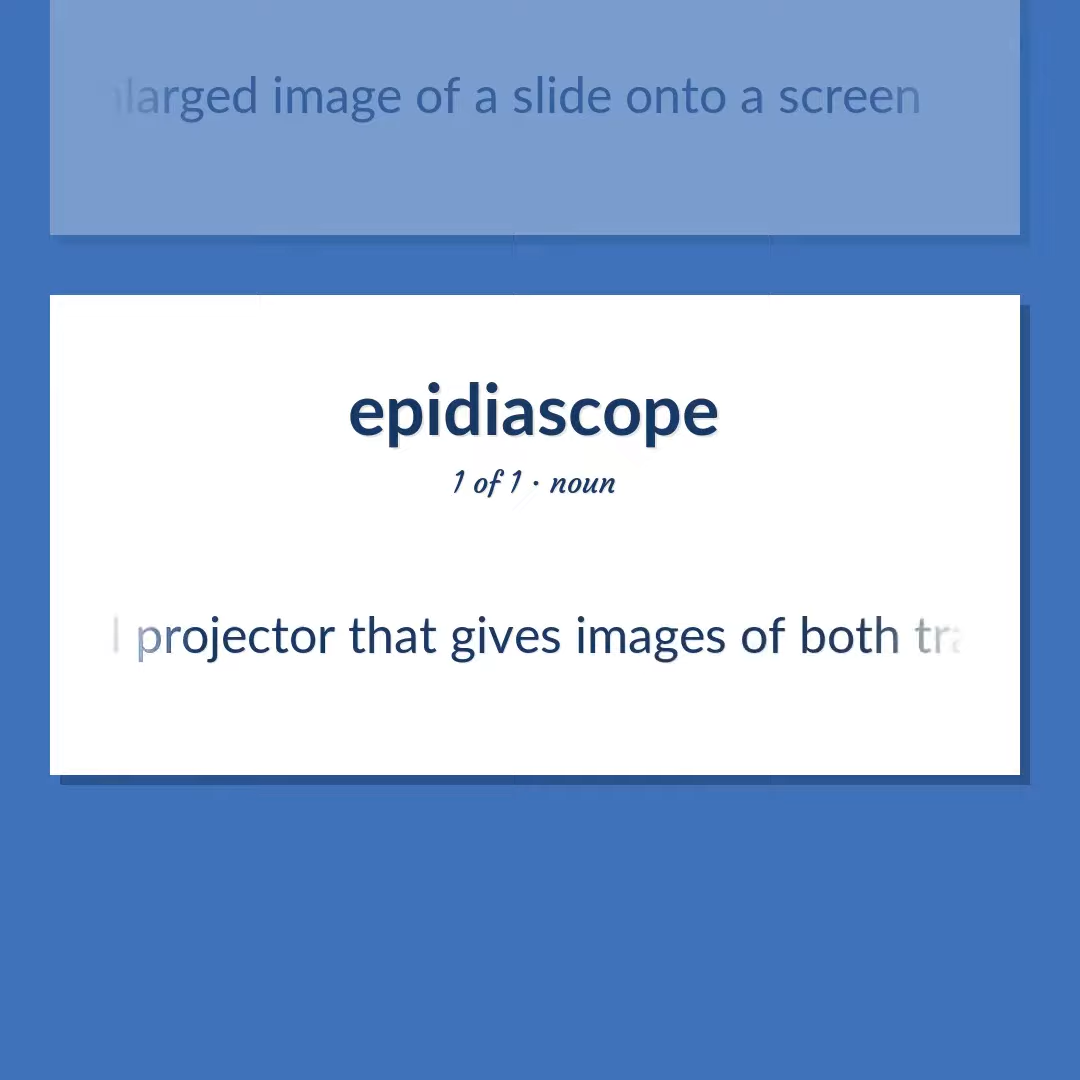 larged image of a slide onto a screen
epidiascope
1 of 1 · noun
projector that gives images of both